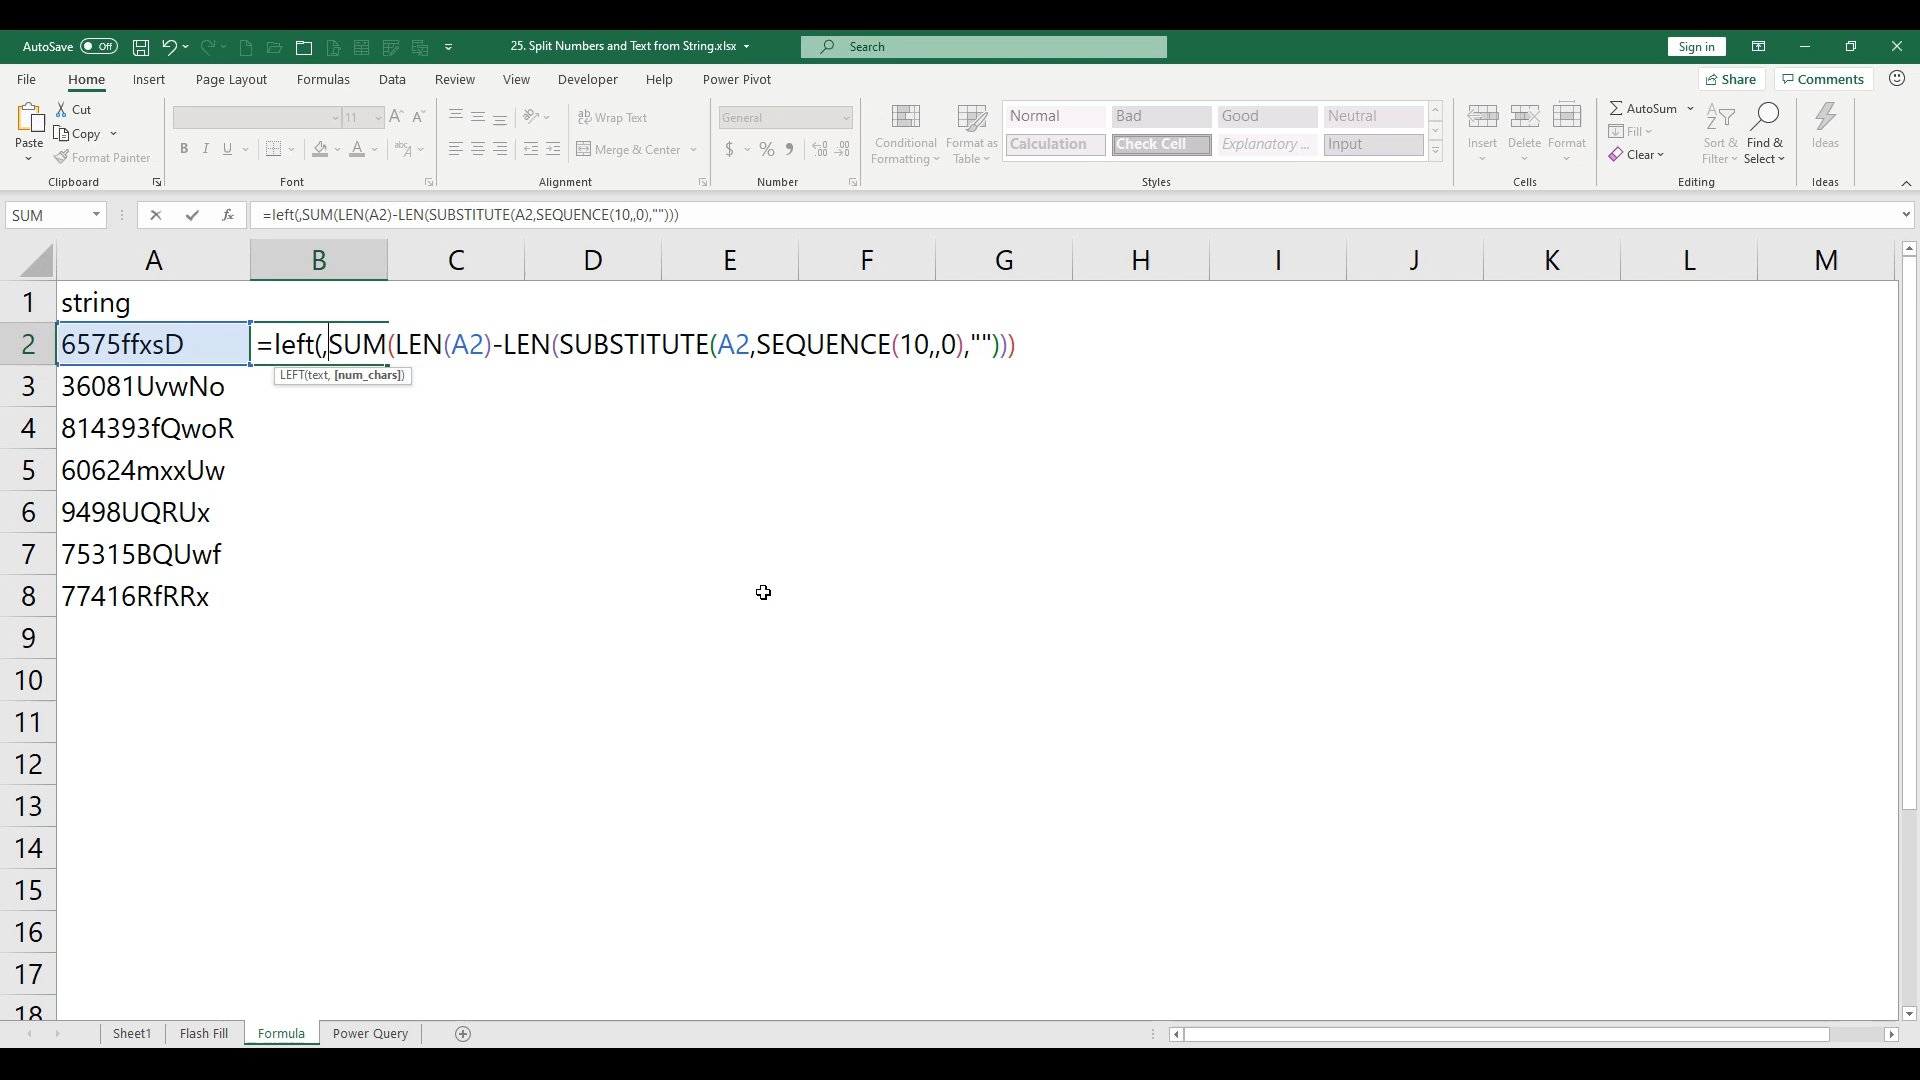 AutoSave Off 25. Split Numbers and Text from String.xlsx Search Sign in
File Home Insert Page Layout Formulas Data Review View Developer Help Power Pivot Share Comments
Paste Cut
Copy
Format Painter
Clipboard
11
B I U
Font
Wrap Text
Merge & Center
Alignment
General
$ % 9
Number
Conditional Formatting
Format as Table
Normal Bad Good Neutral
Calculation Check Cell Explanatory ... Input
Styles
Insert Delete Format
Cells
AutoSum
Fill
Clear
Sort & Filter
Find & Select
Editing
Ideas
Ideas
SUM fx =left(,SUM(LEN(A2)-LEN(SUBSTITUTE(A2,SEQUENCE(10,,0),"")))
A B C D E F G H I J K L M
1 string
2 6575ffxsD =left(,SUM(LEN(A2)-LEN(SUBSTITUTE(A2,SEQUENCE(10,,0),"")))
LEFT(text, [num_chars])
3 36081UvwNo
4 814393fQwoR
5 60624mxxUw
6 9498UQRUx
7 75315BQUwf
8 77416RfRRx
9
10
11
12
13
14
15
16
17
18
Sheet1 Flash Fill Formula Power Query